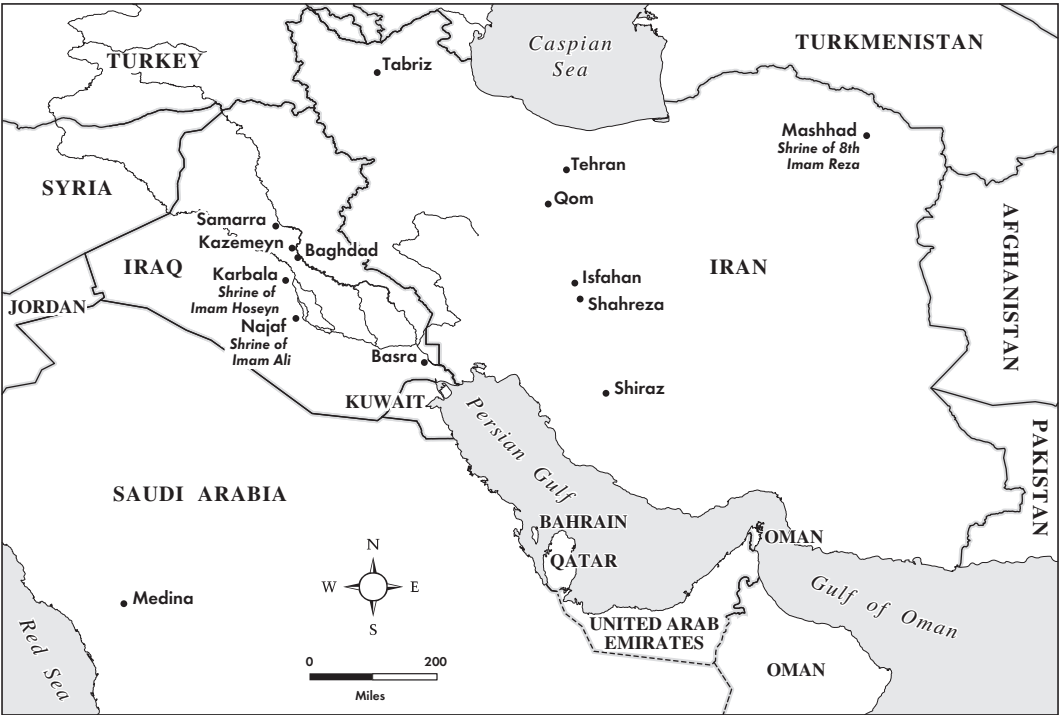 TURKEY
Tabriz
Caspian
Sea
TURKMENISTAN
Mashhad
Shrine of 8th
Imam Reza
Tehran
Qom
SYRIA
Samarra
Kazemeyn
Baghdad
IRAQ
Karbala
Shrine of
Imam Hoseyn
Najaf
Shrine of
Imam Ali
JORDAN
Isfahan
Shahreza
IRAN
AFGHANISTAN
Basra
Shiraz
KUWAIT
Persian Gulf
PAKISTAN
SAUDI ARABIA
BAHRAIN
QATAR
OMAN
N
W
E
S
Medina
Gulf of Oman
UNITED ARAB
EMIRATES
Red Sea
OMAN
0
200
Miles